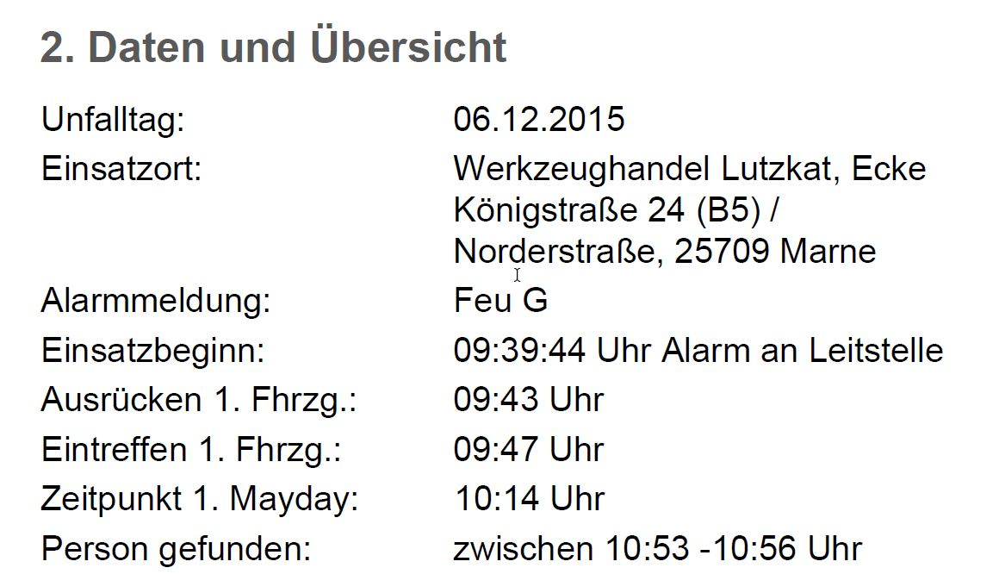 2. Daten und Übersicht
Unfalltag: 06.12.2015
Einsatzort: Werkzeughandel Lutzkat, Ecke
Königstraße 24 (B5) /
Norderstraße, 25709 Marne
Alarmmeldung: Feu G
Einsatzbeginn: 09:39:44 Uhr Alarm an Leitstelle
Ausrücken 1. Fhrzg.: 09:43 Uhr
Eintreffen 1. Fhrzg.: 09:47 Uhr
Zeitpunkt 1. Mayday: 10:14 Uhr
Person gefunden: zwischen 10:53 -10:56 Uhr